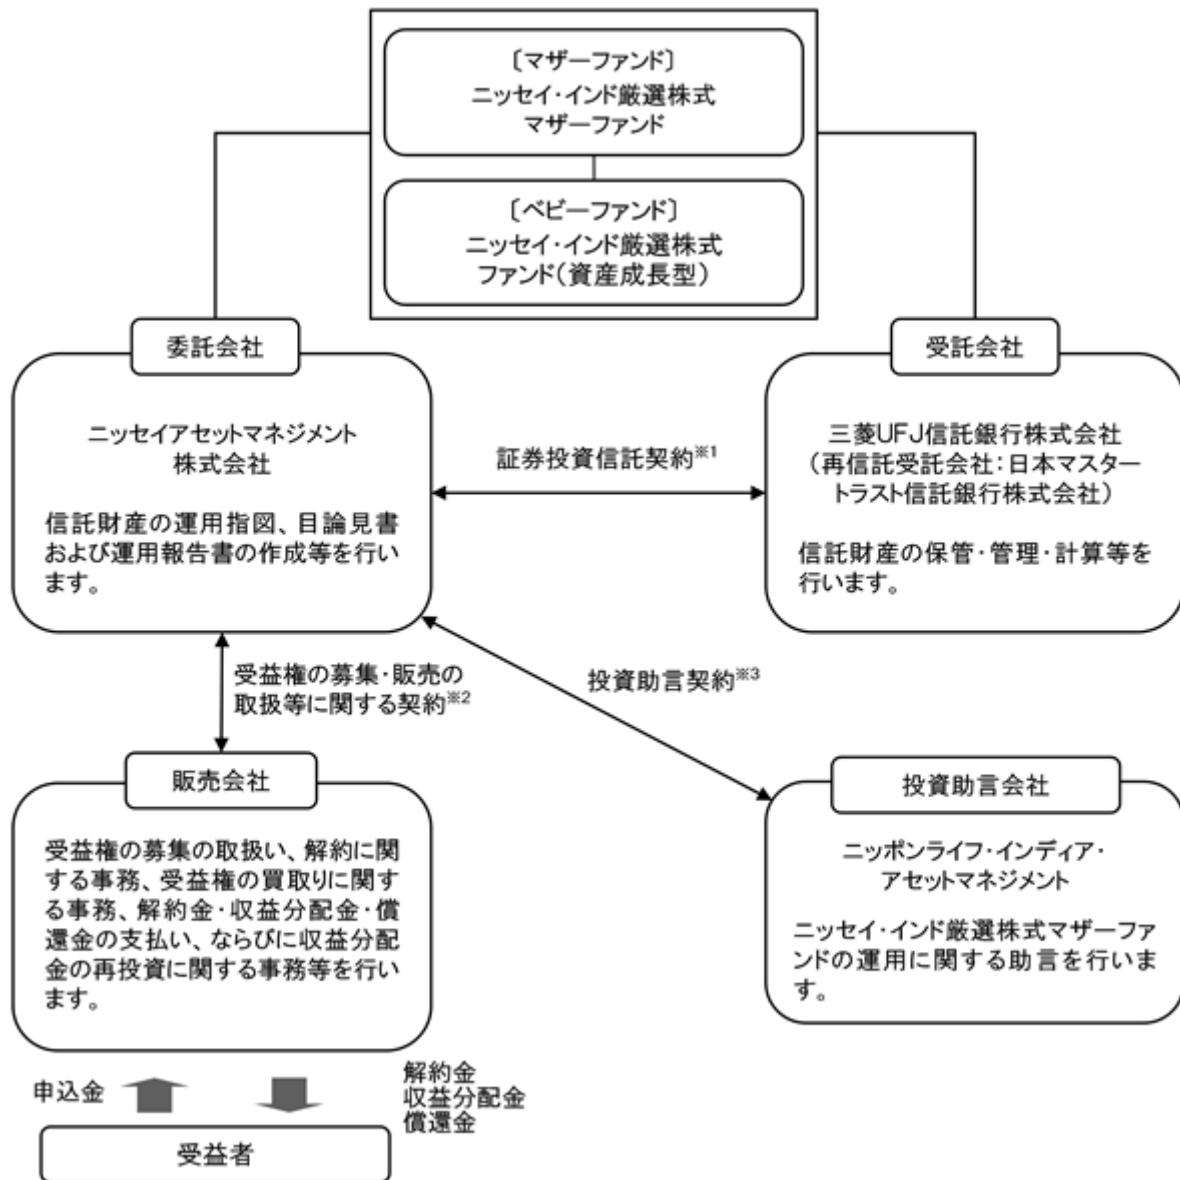 〔マザーファンド〕
ニッセイ・インド厳選株式
マザーファンド
〔ベビーファンド〕
ニッセイ・インド厳選株式
ファンド(資産成長型)
委託会社
ニッセイアセットマネジメント
株式会社
信託財産の運用指図、目論見書
および運用報告書の作成等を行い
ます。
証券投資信託契約※1
受託会社
三菱UFJ信託銀行株式会社
(再信託受託会社:日本マスター
トラスト信託銀行株式会社)
信託財産の保管・管理・計算等を
行います。
受益権の募集・販売の
取扱等に関する契約※2
投資助言契約※3
販売会社
受益権の募集の取扱い、解約に関
する事務、受益権の買取りに関す
る事務、解約金・収益分配金・償
還金の支払い、ならびに収益分配
金の再投資に関する事務等を行い
ます。
投資助言会社
ニッポンライフ・インディア・
アセットマネジメント
ニッセイ・インド厳選株式マザーファ
ンドの運用に関する助言を行いま
す。
申込金
解約金
収益分配金
償還金
受益者